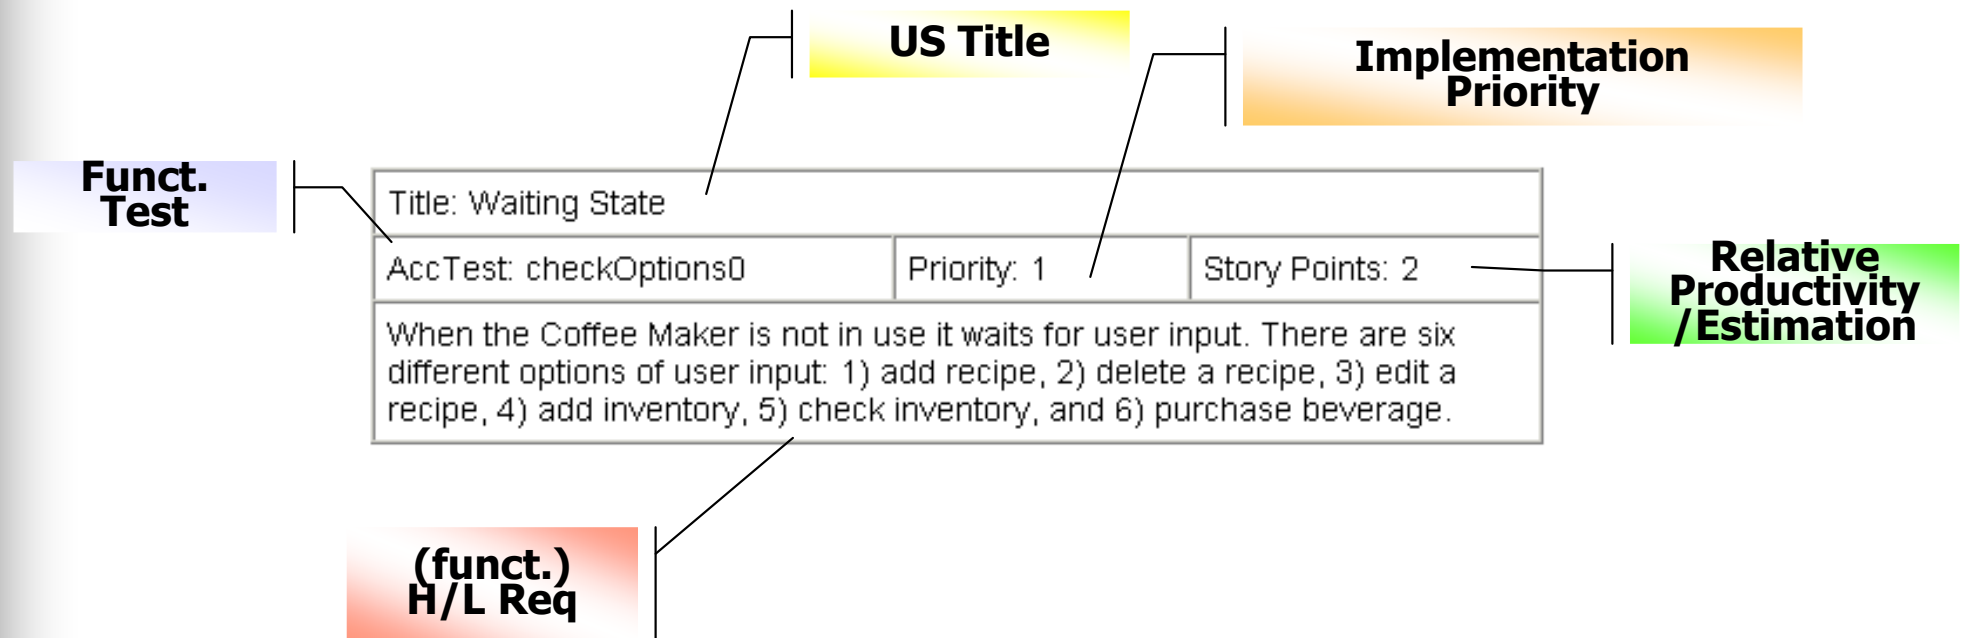 US Title
Implementation
Priority
Funct.
Test
Title: Waiting State
AccTest: checkOptions0
Priority: 1
Story Points: 2
Relative
Productivity
/Estimation
When the Coffee Maker is not in use it waits for user input. There are six
different options of user input: 1) add recipe, 2) delete a recipe, 3) edit a
recipe, 4) add inventory, 5) check inventory, and 6) purchase beverage.
(funct.)
H/L Req